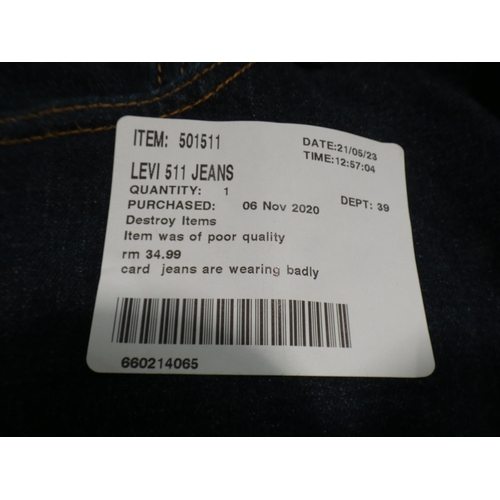 ITEM: 501511
DATE:21/05/23
TIME:12:57:04
LEVI 511 JEANS
QUANTITY: 1
PURCHASED: 06 Nov 2020 DEPT: 39
Destroy Items
Item was of poor quality
rm 34.99
card jeans are wearing badly
660214065